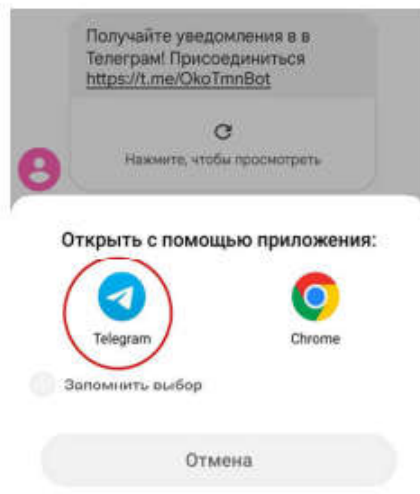 Получайте уведомления в в
Телеграм! Присоединиться
https://t.me/OkoTmnBot
Нажмите, чтобы просмотреть
Открыть с помощью приложения:
Telegram
Chrome
Запомнить выбор
Отмена